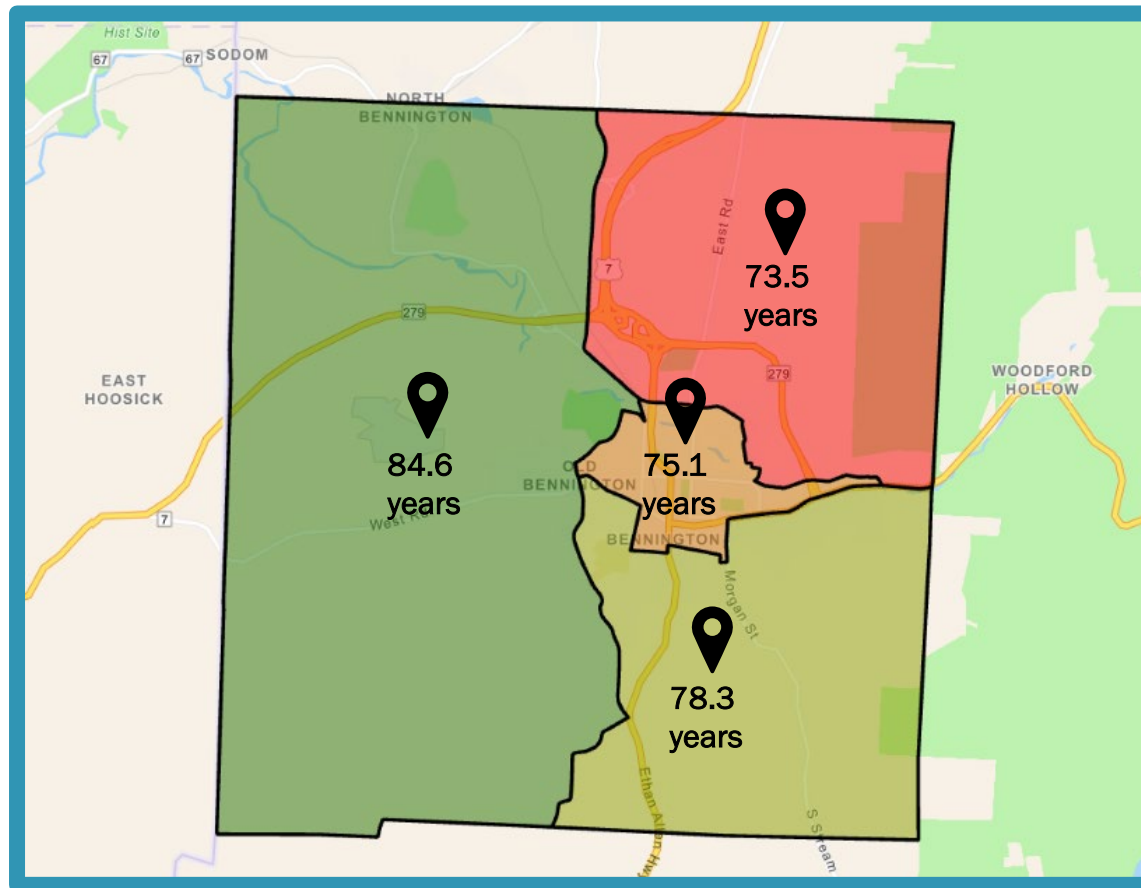 Hist Site
67
67
SODOM
NORTH
BENNINGTON
East Rd
7
73.5
years
279
279
EAST
HOOSICK
WOODFORD
HOLLOW
84.6
years
OLD
BENNINGTON
75.1
years
West Rd
7
BENNINGTON
Morgan St
78.3
years
Ethan Allen Hwy
S Stream